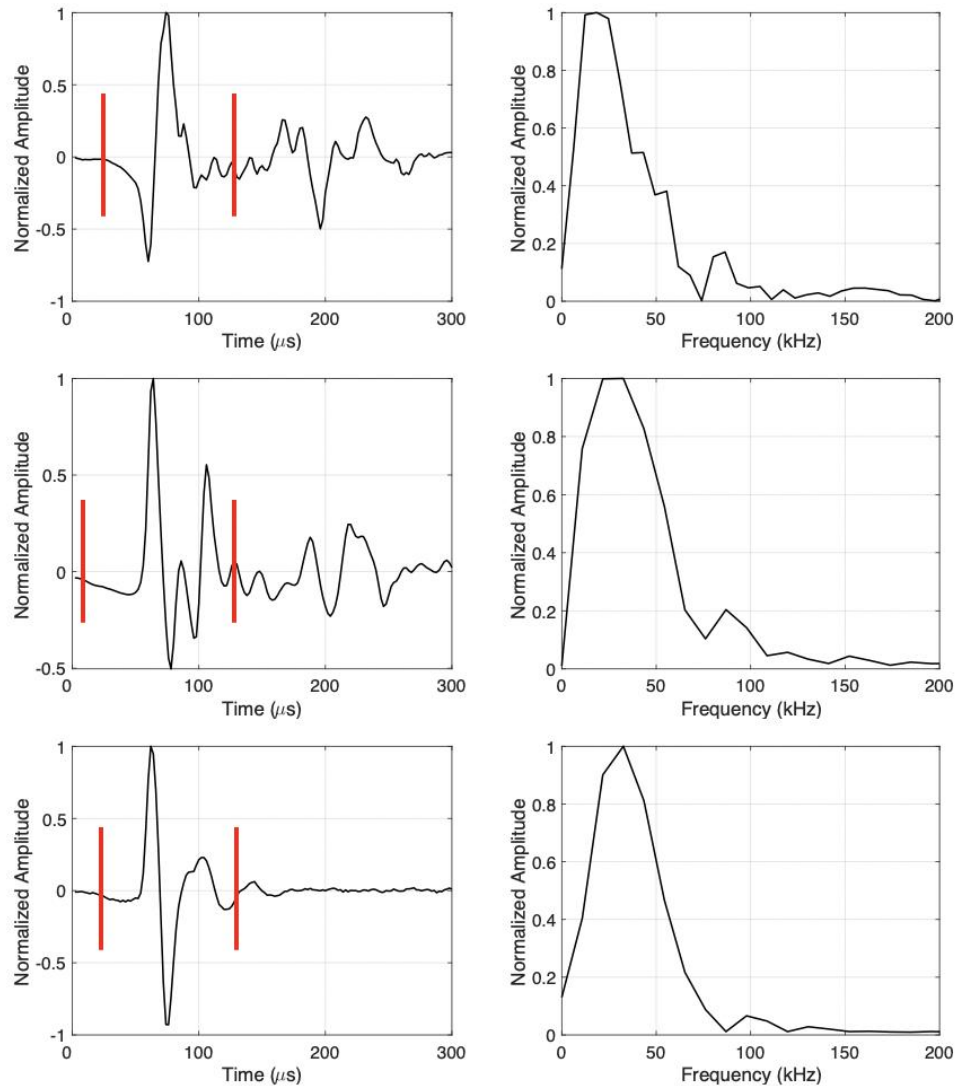 1
0.5
0
-0.5
-1
Normalized Amplitude
0 100 200 300
Time (μs)
1
0.8
0.6
0.4
0.2
0
Normalized Amplitude
0 50 100 150 200
Frequency (kHz)
1
0.5
0
-0.5
Normalized Amplitude
0 100 200 300
Time (μs)
1
0.8
0.6
0.4
0.2
0
Normalized Amplitude
0 50 100 150 200
Frequency (kHz)
1
0.5
0
-0.5
-1
Normalized Amplitude
0 100 200 300
Time (μs)
1
0.8
0.6
0.4
0.2
0
Normalized Amplitude
0 50 100 150 200
Frequency (kHz)